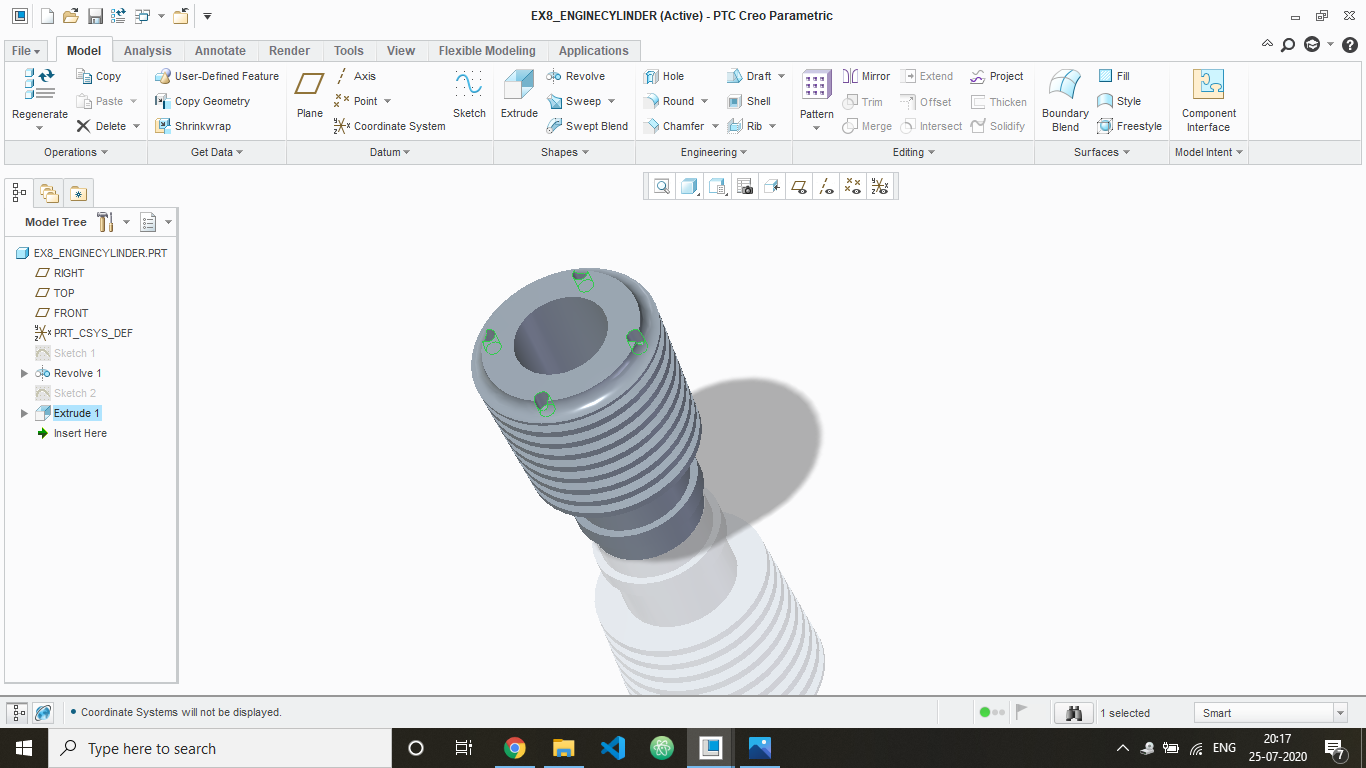 EX8_ENGINECYLINDER (Active) - PTC Creo Parametric
File Model Analysis Annotate Render Tools View Flexible Modeling Applications
Regenerate
Copy
Paste
Delete
User-Defined Feature
Copy Geometry
Shrinkwrap
Plane
Axis
Point
Coordinate System
Sketch
Extrude
Revolve
Sweep
Swept Blend
Hole
Round
Chamfer
Draft
Shell
Rib
Pattern
Mirror
Trim
Merge
Extend
Offset
Intersect
Project
Thicken
Solidify
Boundary
Blend
Fill
Style
Freestyle
Component
Interface
Operations Get Data Datum Shapes Engineering Editing Surfaces Model Intent
Model Tree
EX8_ENGINECYLINDER.PRT
RIGHT
TOP
FRONT
PRT_CSYS_DEF
Sketch 1
Revolve 1
Sketch 2
Extrude 1
Insert Here
Coordinate Systems will not be displayed.
1 selected
Smart
Type here to search
ENG
20:17
25-07-2020
7